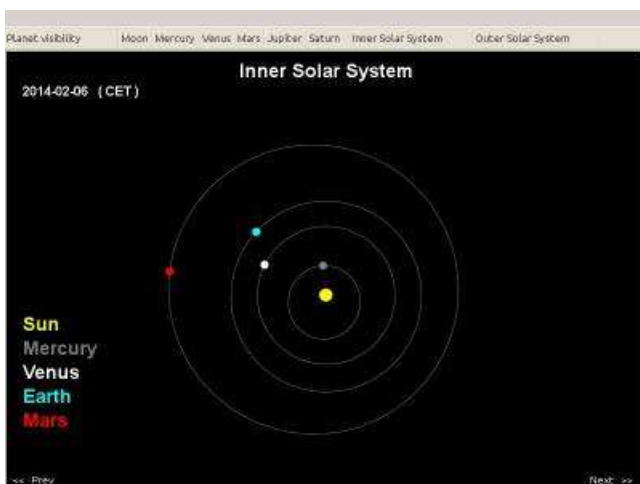 Planet visibility Moon Mercury Venus Mars Jupiter Saturn Inner Solar System Outer Solar System
Inner Solar System
2014-02-06 (CET)
Sun
Mercury
Venus
Earth
Mars
<< Prev Next >>